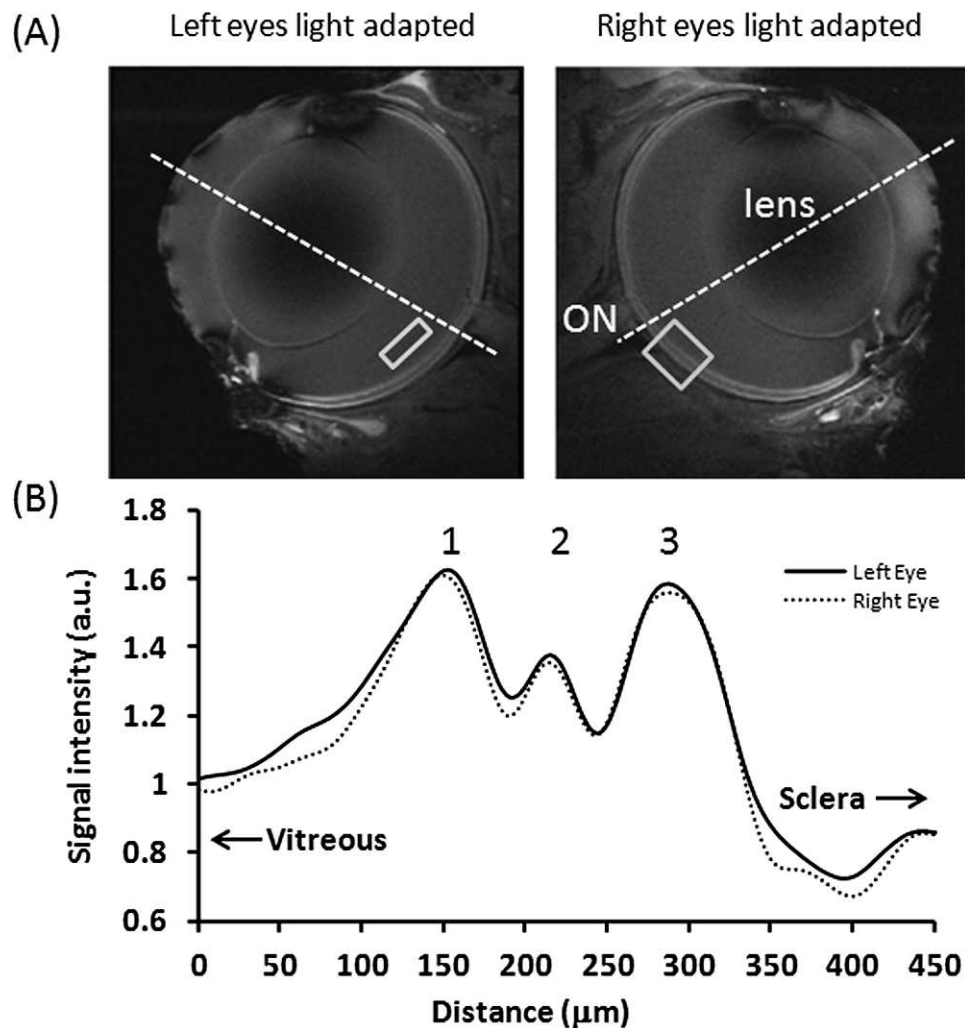 (A)
Left eyes light adapted
Right eyes light adapted
lens
ON
(B)
1.8
1.6
1.4
1.2
1
0.8
0.6
Signal intensity (a.u.)
1 2 3
Left Eye
Right Eye
Sclera →
← Vitreous
0 50 100 150 200 250 300 350 400 450
Distance (μm)